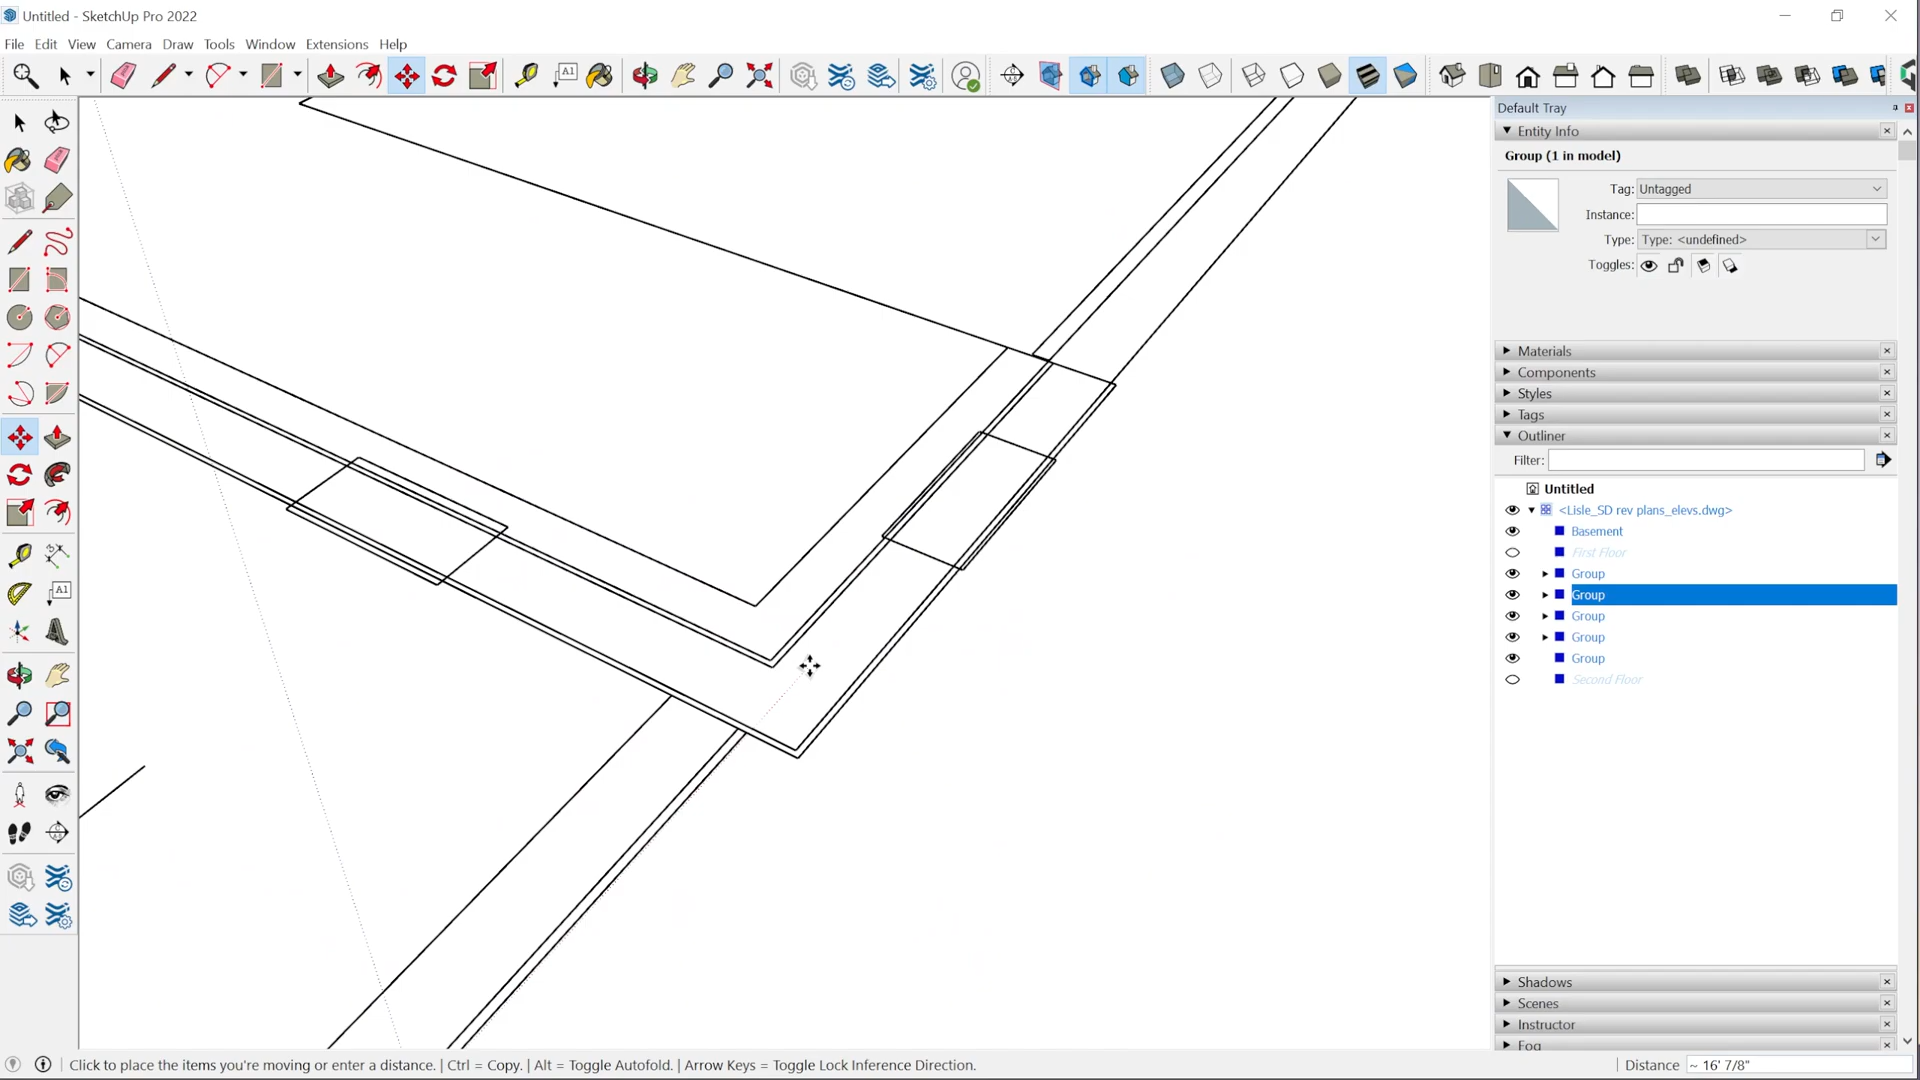 Untitled - SketchUp Pro 2022
File Edit View Camera Draw Tools Window Extensions Help
A1
Default Tray
Entity Info
Group (1 in model)
Tag: Untagged
Instance:
Type: Type: <undefined>
Toggles:
Materials
Components
Styles
Tags
Outliner
Filter:
Untitled
<Lisle_SD rev plans_elevs.dwg>
Basement
First Floor
Group
Group
Group
Group
Group
Second Floor
A1
Shadows
Scenes
Instructor
Fog
Click to place the items you're moving or enter a distance. | Ctrl = Copy. | Alt = Toggle Autofold. | Arrow Keys = Toggle Lock Inference Direction.
Distance ~ 16' 7/8"